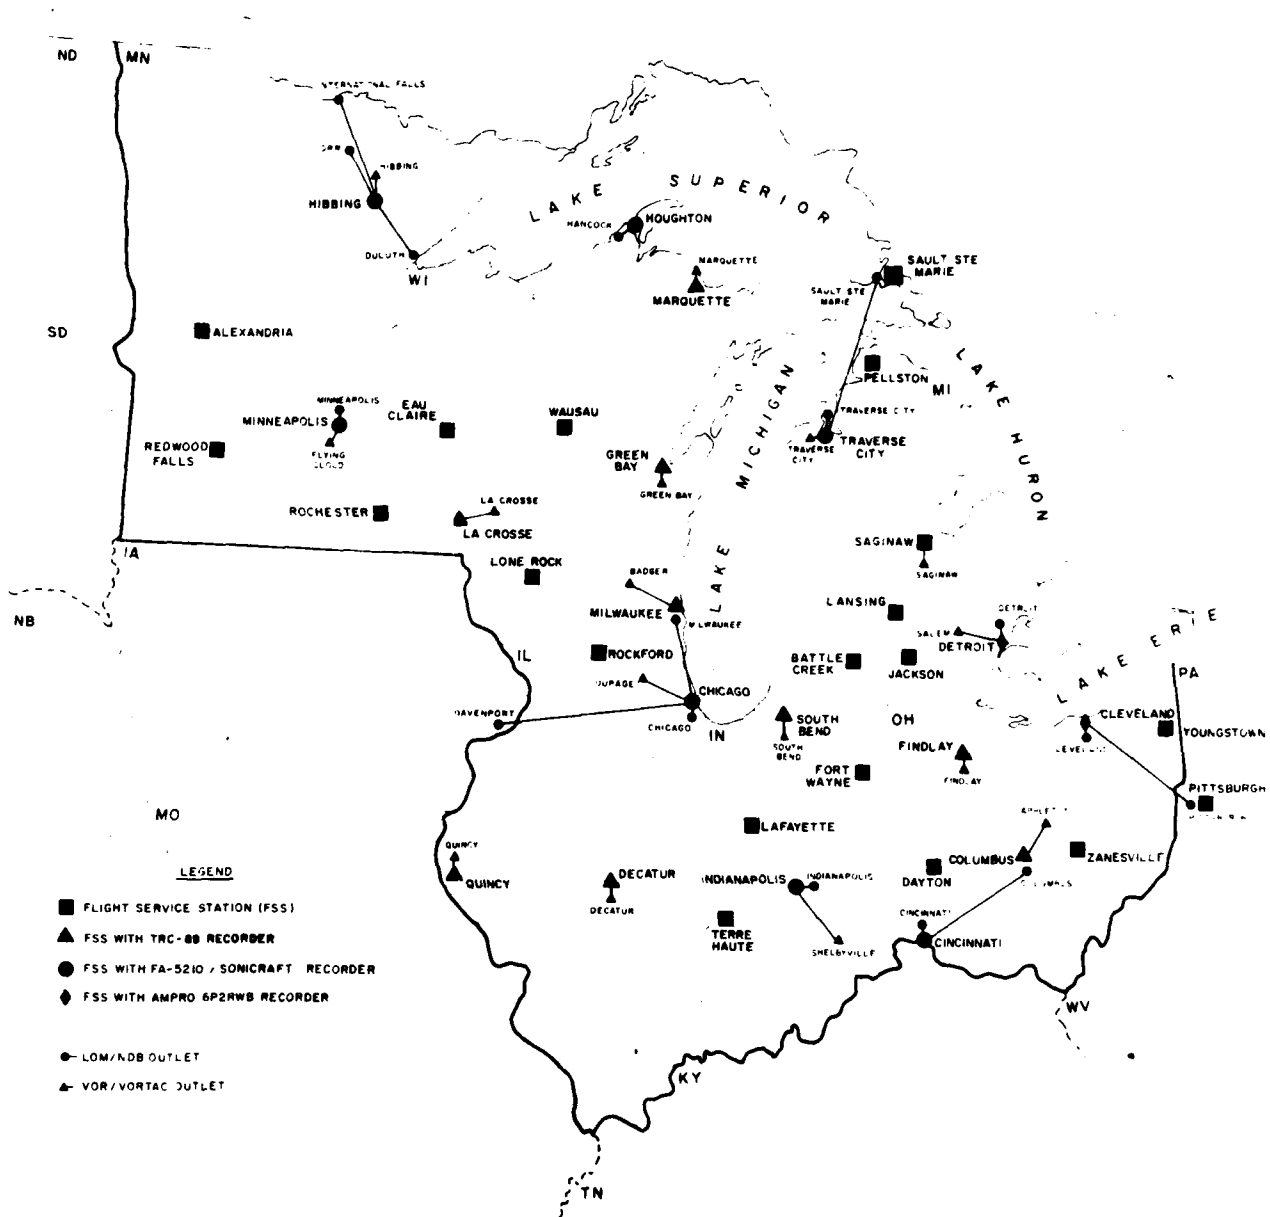 ND
MN
INTERNATIONAL FALLS
ORR
HIBBING
HIBBING
DULUTH
WI
LAKE SUPERIOR
HANCOCK
HOUGHTON
MARQUETTE
MARQUETTE
SAULT STE
MARIE
SAULT STE
MARIE
SD
ALEXANDRIA
LAKE MICHIGAN
PELLSTON
MI
LAKE HURON
MINNEAPOLIS
MINNEAPOLIS
FLYING
CLOUD
EAU
CLAIRE
WAUSAU
TRAVERSE CITY
TRAVERSE
CITY
TRAVERSE
CITY
REDWOOD
FALLS
GREEN
BAY
GREEN BAY
ROCHESTER
LA CROSSE
LA CROSSE
IA
LONE ROCK
SAGINAW
SAGINAW
NB
BADGER
MILWAUKEE
MILWAUKEE
LANSING
DETROIT
SALEM
DETROIT
LAKE ERIE
IL
ROCKFORD
BATTLE
CREEK
JACKSON
PA
DUPAGE
CHICAGO
CHICAGO
DAVENPORT
IN
SOUTH
BEND
SOUTH
BEND
OH
CLEVELAND
CLEVELAND
YOUNGSTOWN
FINDLAY
FINDLAY
FORT
WAYNE
PITTSBURGH
MO
LAFAYETTE
QUINCY
QUINCY
DECATUR
DECATUR
INDIANAPOLIS
INDIANAPOLIS
SHELBYVILLE
COLUMBUS
COLUMBUS
ZANESVILLE
DAYTON
TERRE
HAUTE
CINCINNATI
CINCINNATI
WV
KY
TN
LEGEND
FLIGHT SERVICE STATION (FSS)
FSS WITH TRC-89 RECORDER
FSS WITH FA-5210 / SONICRAFT RECORDER
FSS WITH AMPRO 6P2RWB RECORDER
LOM/NDB OUTLET
VOR/VORTAC OUTLET